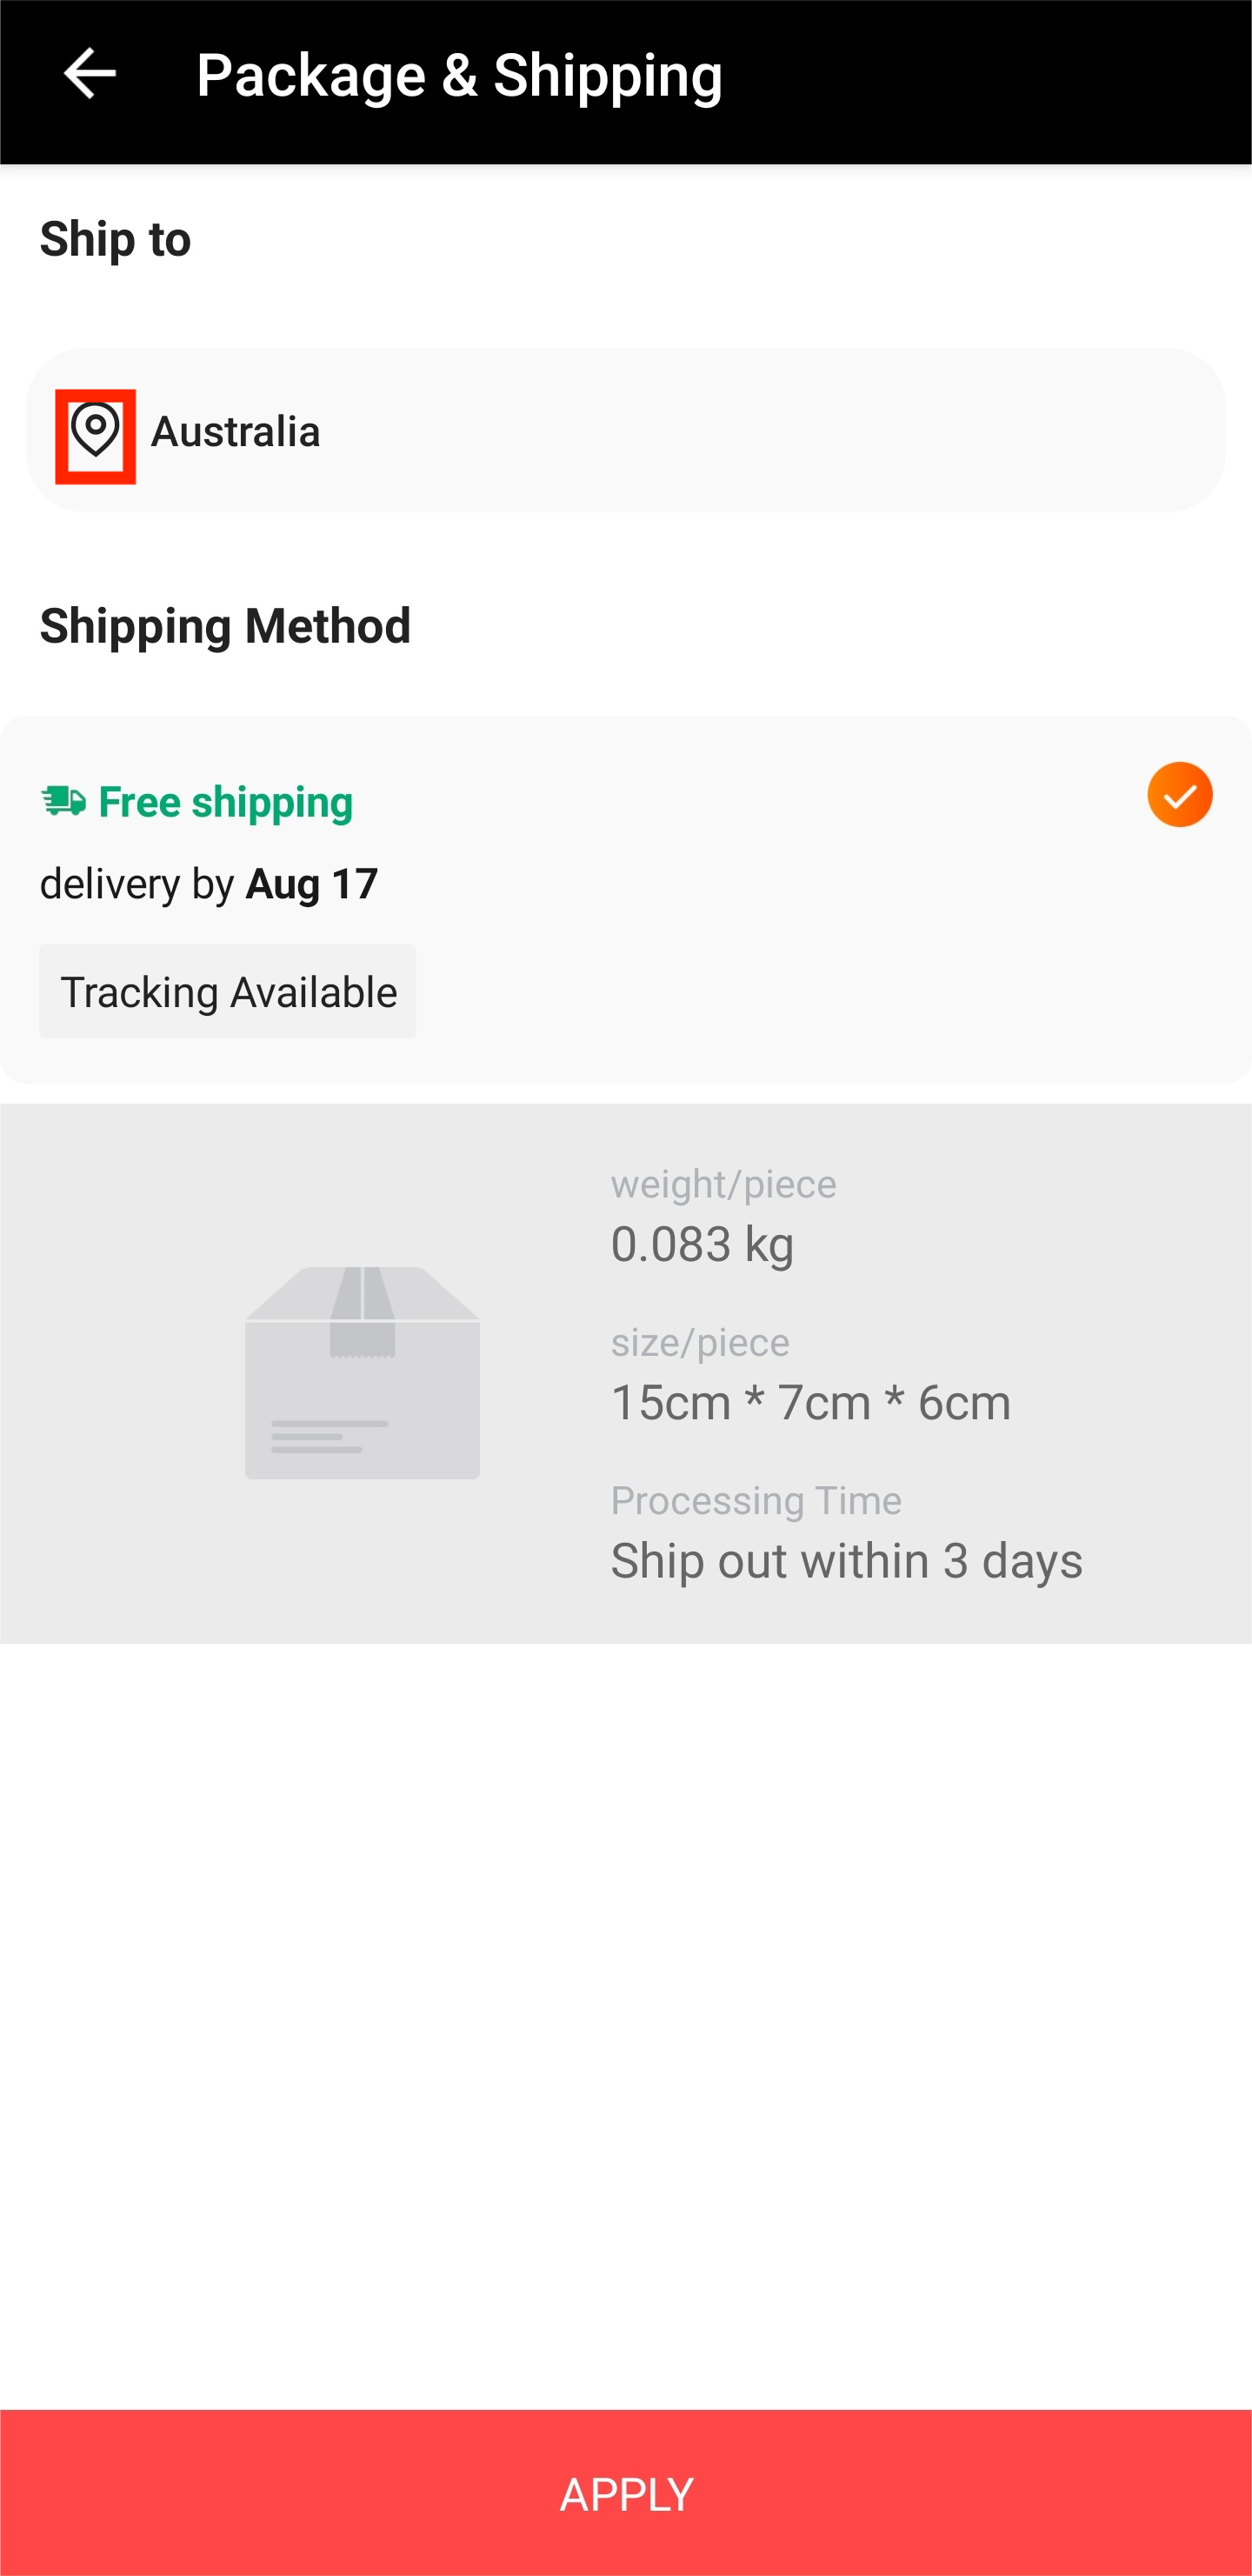 Package & Shipping
Ship to
Australia
Shipping Method
Free shipping
delivery by Aug 17
Tracking Available
weight/piece
0.083 kg
size/piece
15cm * 7cm * 6cm
Processing Time
Ship out within 3 days
APPLY